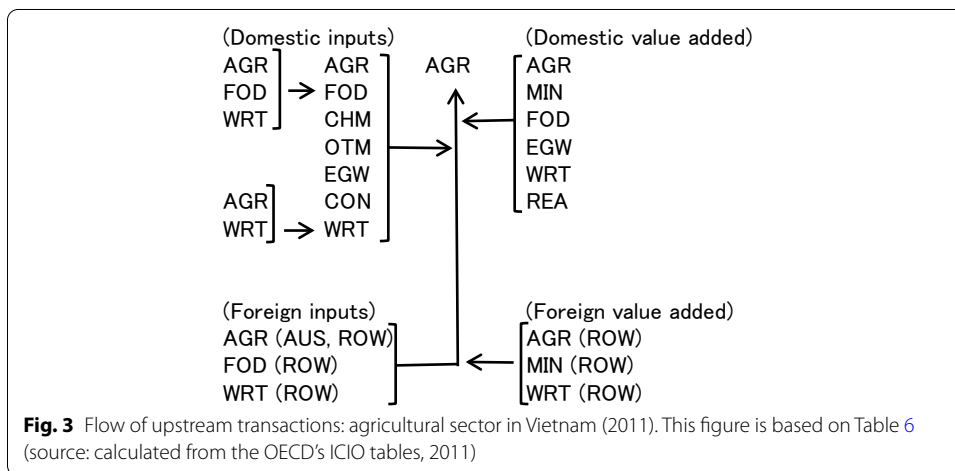 (Domestic inputs) (Domestic value added)
AGR AGR AGR AGR
FOD FOD MIN
WRT CHM FOD
OTM EGW
EGW WRT
AGR CON REA
WRT WRT
(Foreign inputs) (Foreign value added)
AGR (AUS, ROW) AGR (ROW)
FOD (ROW) MIN (ROW)
WRT (ROW) WRT (ROW)
Fig. 3 Flow of upstream transactions: agricultural sector in Vietnam (2011). This figure is based on Table 6
(source: calculated from the OECD's ICIO tables, 2011)